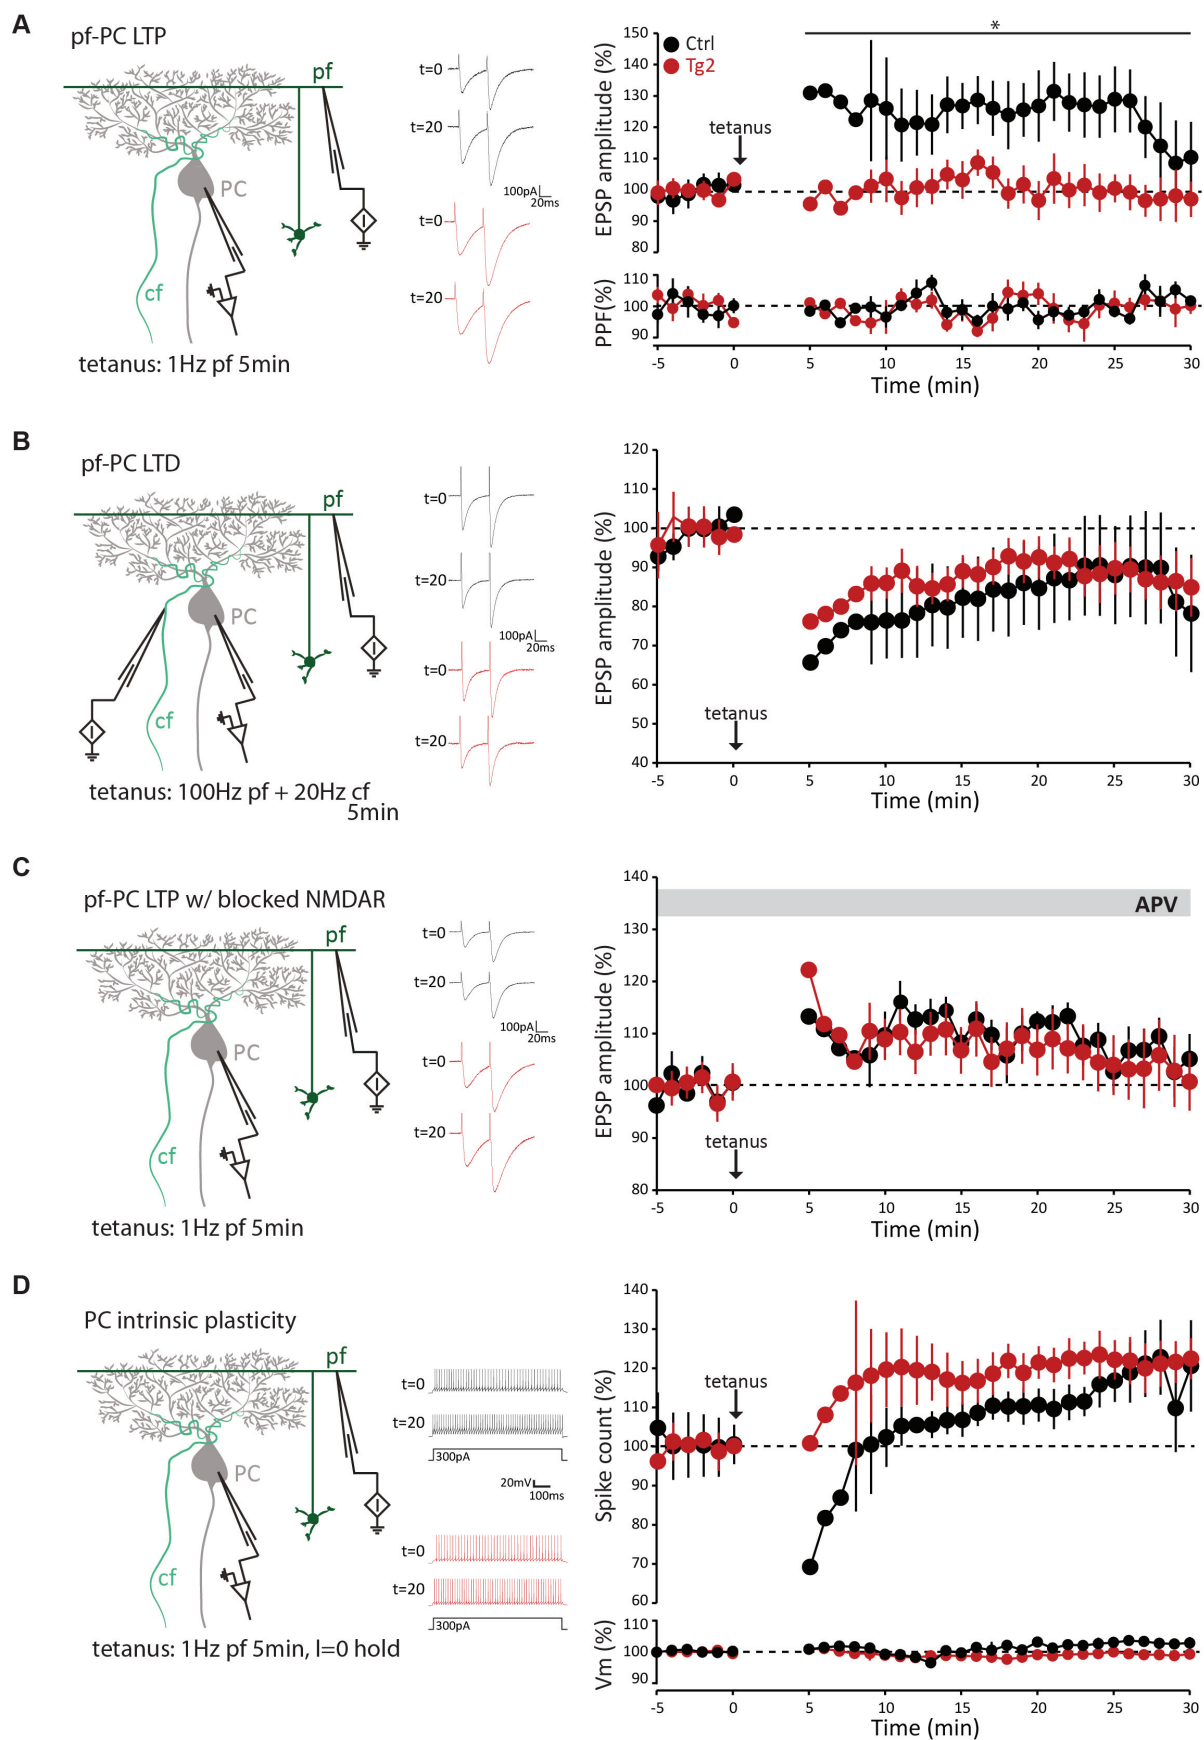 A
pf-PC LTP
pf
PC
cf
tetanus: 1Hz pf 5min
t=0
t=20
100pA
20ms
t=0
t=20
EPSP amplitude (%)
150
140
130
120
110
100
90
80
Ctrl
Tg2
*
tetanus
PPF(%)
110
100
90
-5 0 5 10 15 20 25 30
Time (min)
B
pf-PC LTD
pf
PC
cf
tetanus: 100Hz pf + 20Hz cf
5min
t=0
t=20
100pA
20ms
t=0
t=20
EPSP amplitude (%)
120
110
100
90
80
70
60
50
40
tetanus
-5 0 5 10 15 20 25 30
Time (min)
C
pf-PC LTP w/ blocked NMDAR
pf
PC
cf
tetanus: 1Hz pf 5min
t=0
t=20
100pA
20ms
t=0
t=20
EPSP amplitude (%)
140
130
120
110
100
90
80
APV
tetanus
-5 0 5 10 15 20 25 30
Time (min)
D
PC intrinsic plasticity
pf
PC
cf
tetanus: 1Hz pf 5min, I=0 hold
t=0
t=20
300pA
20mV
100ms
t=0
t=20
300pA
Spike count (%)
140
130
120
110
100
90
80
70
60
tetanus
Vm (%)
110
100
90
-5 0 5 10 15 20 25 30
Time (min)